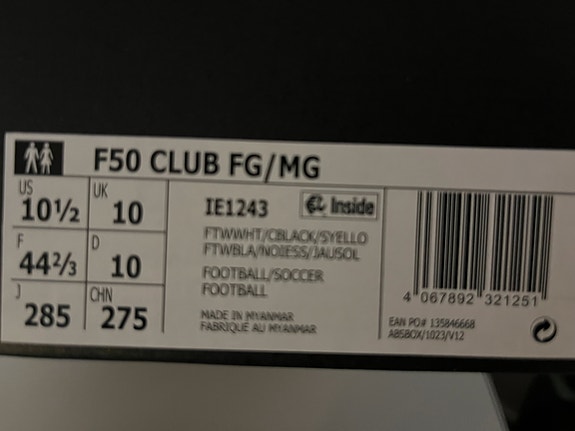 F50 CLUB FG/MG
US
10½
UK
10
F
44⅔
D
10
J
285
CHN
275
IE1243
Inside
FTWWHT/CBLACK/SYELLO
FTWBLA/NOIESS/JAUSOL
FOOTBALL/SOCCER
FOOTBALL
MADE IN MYANMAR
FABRIQUÉ AU MYANMAR
4 067892 321251
EAN PO# 135846668
A85BOX/1023/V12